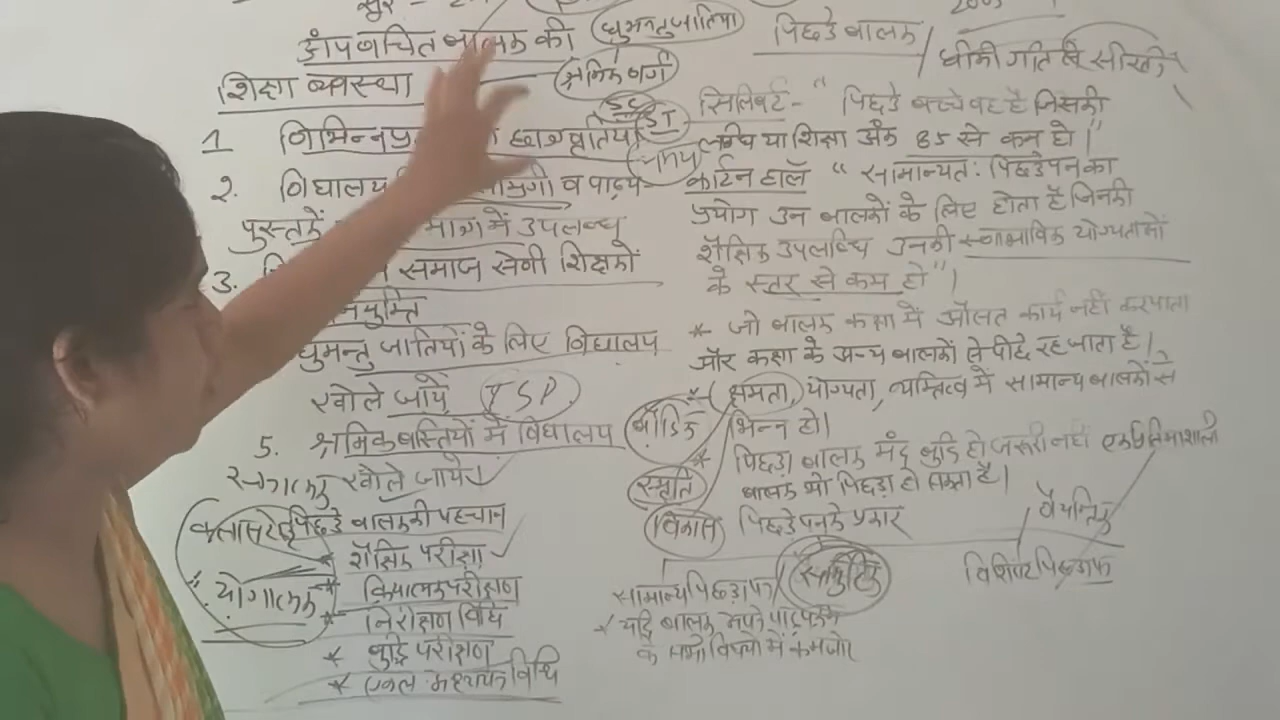 सुर -
2005
वंचित बालक की घुमन्तु जातिया
शिक्षा व्यवस्था
श्रमिक वर्ग
SC
ST
1 विभिन्न छात्रवृतिया
2. विद्यालय व पाठ्य
पुस्तकें में उपलब्ध
3. समाज सेवी शिक्षकों
घुमन्तु जातियों के लिए विद्यालय
खोले जाये TSP
5. श्रमिक बस्तियों में विद्यालय
खोले जाये
पिछडे बालक की पहचान
* शैक्षिक परीक्षा
* क्रियात्मक परीक्षण
* निरीक्षण विधि
* बुद्धि परीक्षण
* एकल अध्ययन विधि
पिछडे बालक
धीमी गति से सीखने
सिरिलबर्ट - " पिछडे बच्चे वह है जिसकी
लब्धि या शिक्षा अंक 85 से कम हो।"
बार्टन हॉल " सामान्यत: पिछडेपन का
प्रयोग उन बालकों के लिए होता है जिनकी
शैक्षिक उपलब्धि उनकी स्वाभाविक योग्यताओं
के स्तर से कम हो"।
* जो बालक कक्षा में औसत कार्य नहीं कर पाता
और कक्षा के अन्य बालकों से पीछे रह जाता है।
* क्षमता, योग्यता, व्यक्तित्व में सामान्य बालकों से
भिन्न हो।
बौद्धिक
* पिछडा बालक मंद बुद्धि हो जरूरी नहीं एक प्रतिभाशाली
बालक भी पिछड़ा हो सकता है।
स्मृति
विकास
पिछडेपन के प्रकार
वैयक्तिक
सामान्य पिछड़ापन
विशिष्ट पिछड़ापन
* यदि बालक अपने पाठ्यक्रम
के सभी विषयो में कमजोर